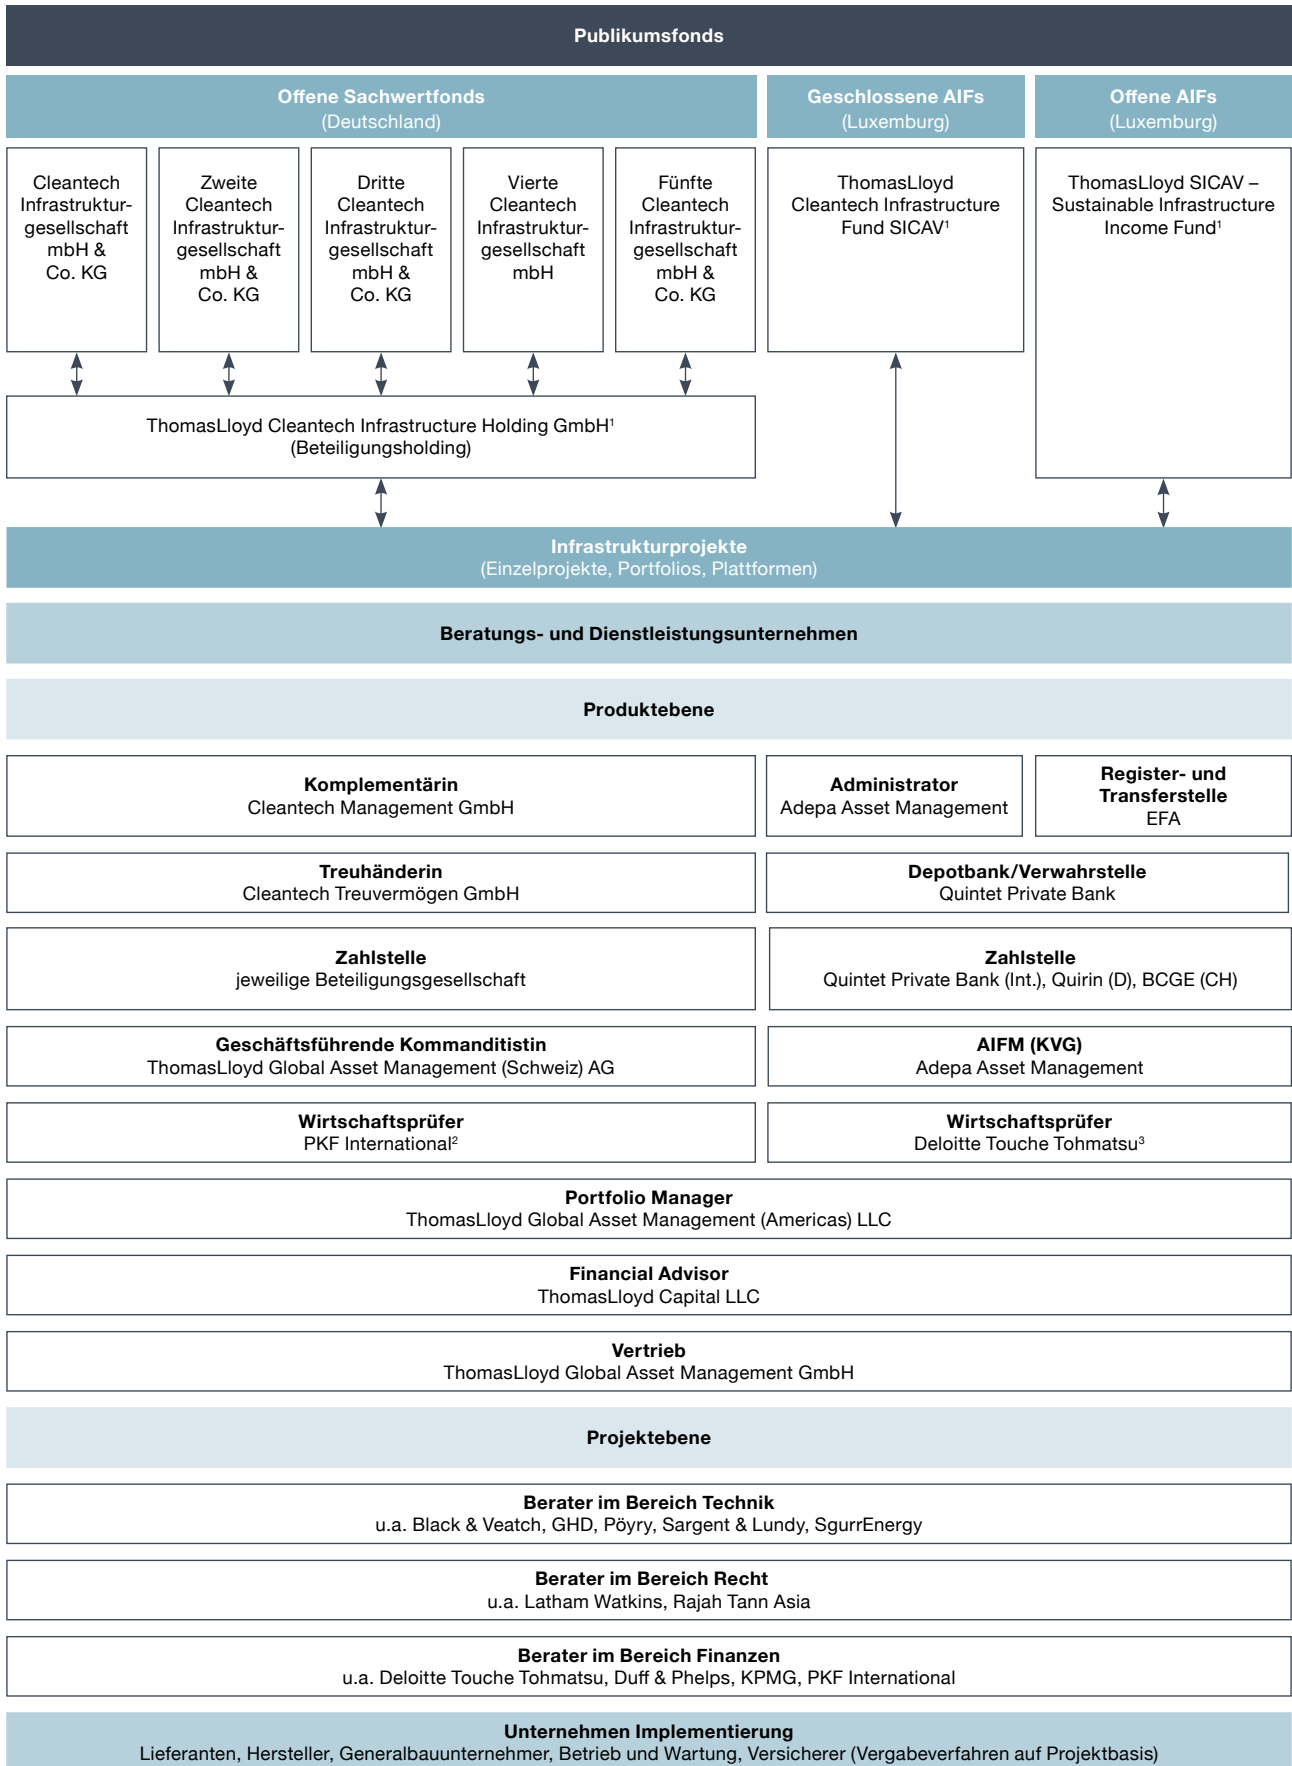 Publikumsfonds
Offene Sachwertfonds
(Deutschland)
Geschlossene AIFs
(Luxemburg)
Offene AIFs
(Luxemburg)
Cleantech
Infrastruktur-
gesellschaft
mbH &
Co. KG
Zweite
Cleantech
Infrastruktur-
gesellschaft
mbH &
Co. KG
Dritte
Cleantech
Infrastruktur-
gesellschaft
mbH &
Co. KG
Vierte
Cleantech
Infrastruktur-
gesellschaft
mbH
Fünfte
Cleantech
Infrastruktur-
gesellschaft
mbH &
Co. KG
ThomasLloyd
Cleantech Infrastructure
Fund SICAV¹
ThomasLloyd SICAV –
Sustainable Infrastructure
Income Fund¹
ThomasLloyd Cleantech Infrastructure Holding GmbH¹
(Beteiligungsholding)
Infrastrukturprojekte
(Einzelprojekte, Portfolios, Plattformen)
Beratungs- und Dienstleistungsunternehmen
Produktebene
Komplementärin
Cleantech Management GmbH
Administrator
Adepa Asset Management
Register- und
Transferstelle
EFA
Treuhänderin
Cleantech Treuvermögen GmbH
Depotbank/Verwahrstelle
Quintet Private Bank
Zahlstelle
jeweilige Beteiligungsgesellschaft
Zahlstelle
Quintet Private Bank (Int.), Quirin (D), BCGE (CH)
Geschäftsführende Kommanditistin
ThomasLloyd Global Asset Management (Schweiz) AG
AIFM (KVG)
Adepa Asset Management
Wirtschaftsprüfer
PKF International²
Wirtschaftsprüfer
Deloitte Touche Tohmatsu³
Portfolio Manager
ThomasLloyd Global Asset Management (Americas) LLC
Financial Advisor
ThomasLloyd Capital LLC
Vertrieb
ThomasLloyd Global Asset Management GmbH
Projektebene
Berater im Bereich Technik
u.a. Black & Veatch, GHD, Pöyry, Sargent & Lundy, SgurrEnergy
Berater im Bereich Recht
u.a. Latham Watkins, Rajah Tann Asia
Berater im Bereich Finanzen
u.a. Deloitte Touche Tohmatsu, Duff & Phelps, KPMG, PKF International
Unternehmen Implementierung
Lieferanten, Hersteller, Generalbauunternehmer, Betrieb und Wartung, Versicherer (Vergabeverfahren auf Projektbasis)